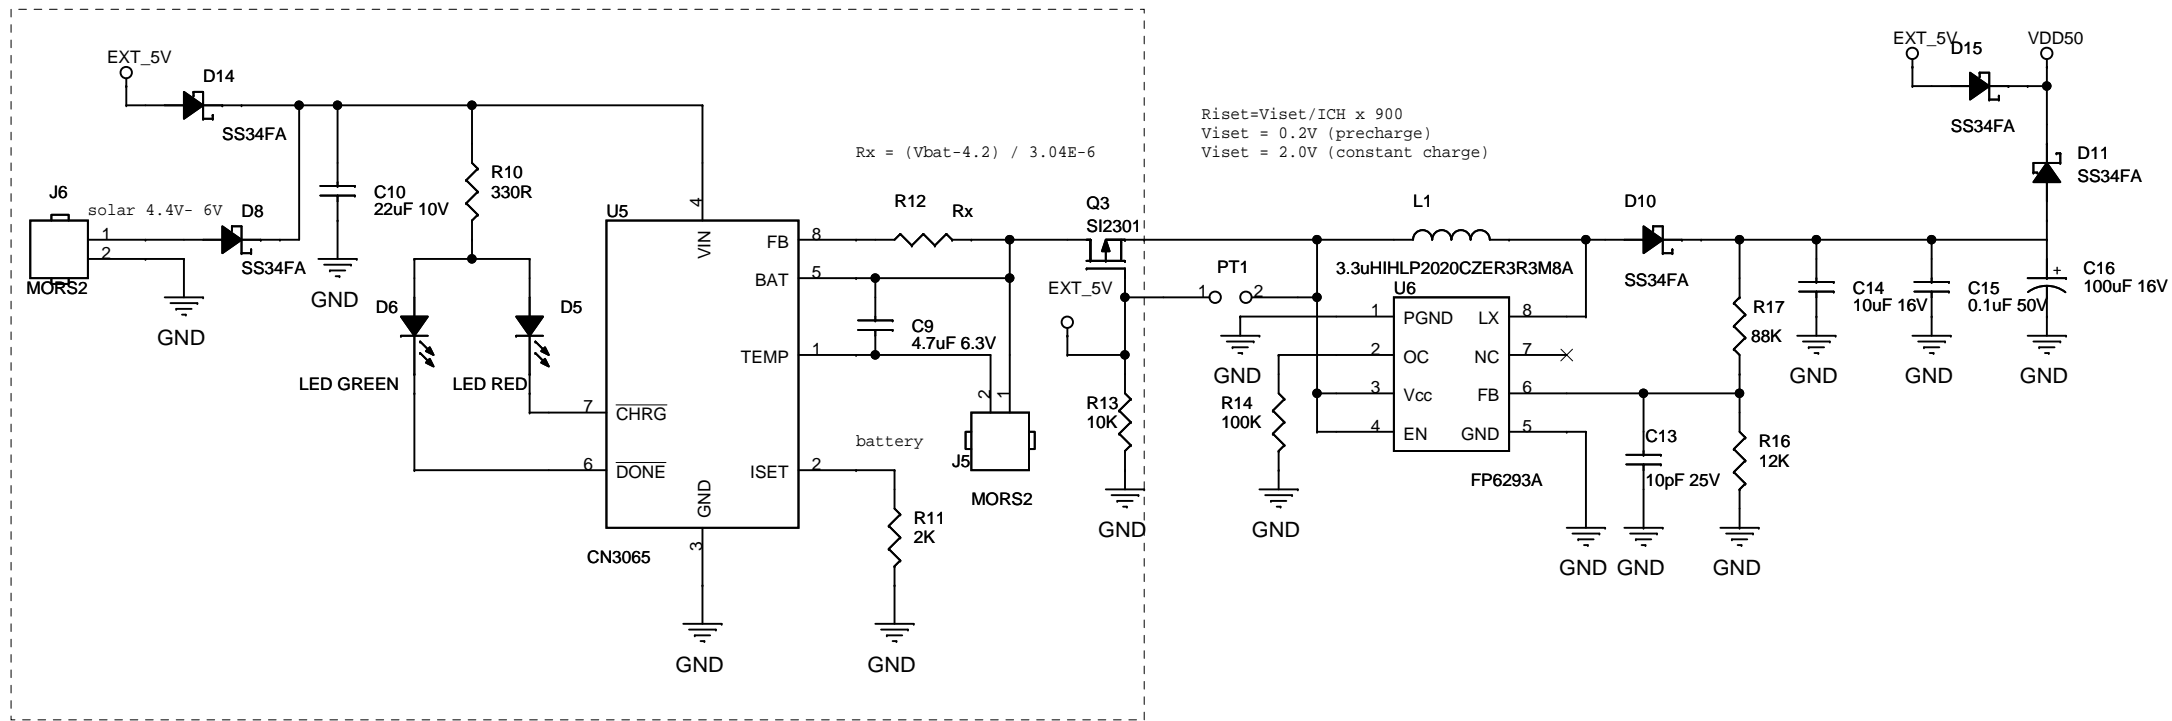 EXT_5V
D14
SS34FA
J6
solar 4.4V- 6V
1
2
MORS2
GND
D8
SS34FA
C10
22uF 10V
GND
R10
330R
D6
LED GREEN
D5
LED RED
U5
4
VIN
FB
8
BAT
5
TEMP
1
7
CHRG
6
DONE
ISET
2
GND
3
CN3065
GND
Rx = (Vbat-4.2) / 3.04E-6
R12
Rx
C9
4.7uF 6.3V
2
1
battery
J5
MORS2
R11
2K
GND
Q3
SI2301
EXT_5V
R13
10K
GND
Riset=Viset/ICH x 900
Viset = 0.2V (precharge)
Viset = 2.0V (constant charge)
PT1
1
2
GND
R14
100K
GND
L1
3.3uHIHLP2020CZER3R3M8A
U6
1
PGND
LX
8
2
OC
NC
7
3
Vcc
FB
6
4
EN
GND
5
FP6293A
GND
D10
SS34FA
C13
10pF 25V
GND
R17
88K
R16
12K
GND
C14
10uF 16V
GND
C15
0.1uF 50V
GND
EXT_5V
D15
SS34FA
VDD50
D11
SS34FA
+
C16
100uF 16V
GND